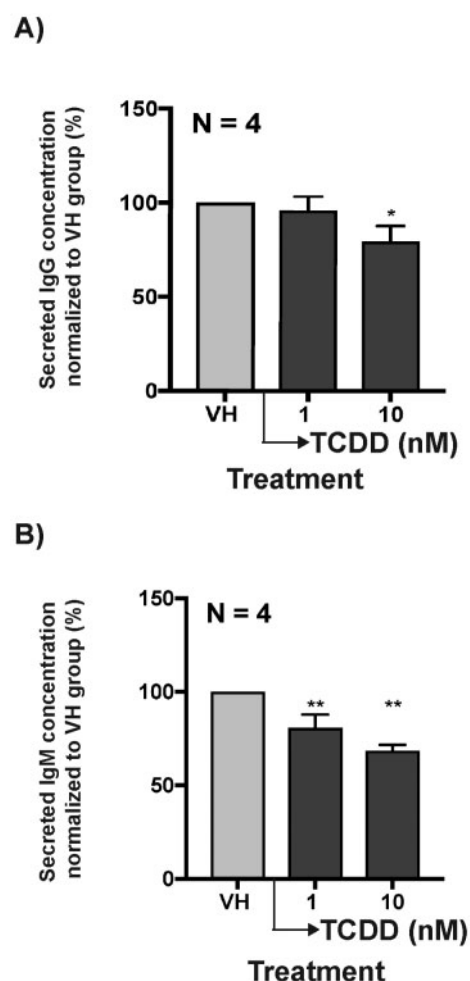 A)
Secreted IgG concentration
normalized to VH group (%)
N = 4
150
100
50
0
*
VH
1
10
TCDD (nM)
Treatment
B)
Secreted IgM concentration
normalized to VH group (%)
N = 4
150
100
50
0
**
**
VH
1
10
TCDD (nM)
Treatment